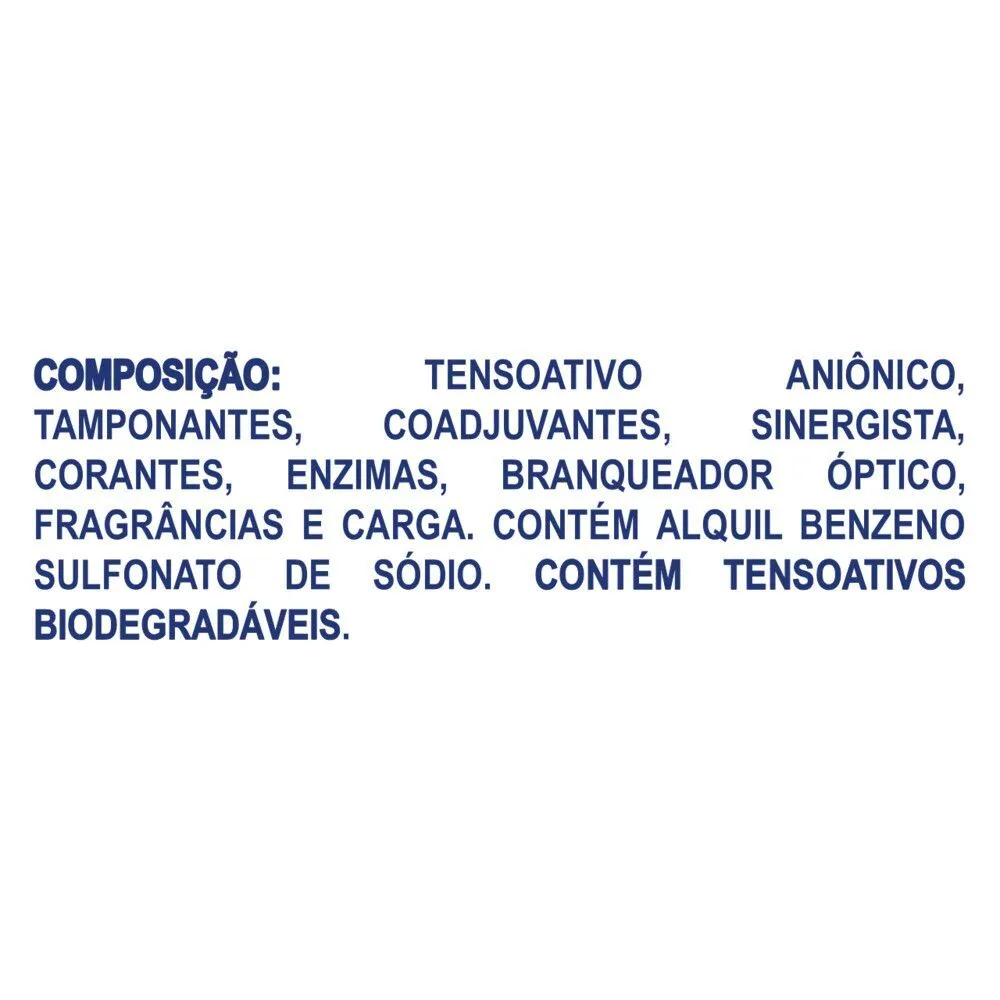 COMPOSIÇÃO: TENSOATIVO ANIÔNICO,
TAMPONANTES, COADJUVANTES, SINERGISTA,
CORANTES, ENZIMAS, BRANQUEADOR ÓPTICO,
FRAGRÂNCIAS E CARGA. CONTÉM ALQUIL BENZENO
SULFONATO DE SÓDIO. CONTÉM TENSOATIVOS
BIODEGRADÁVEIS.